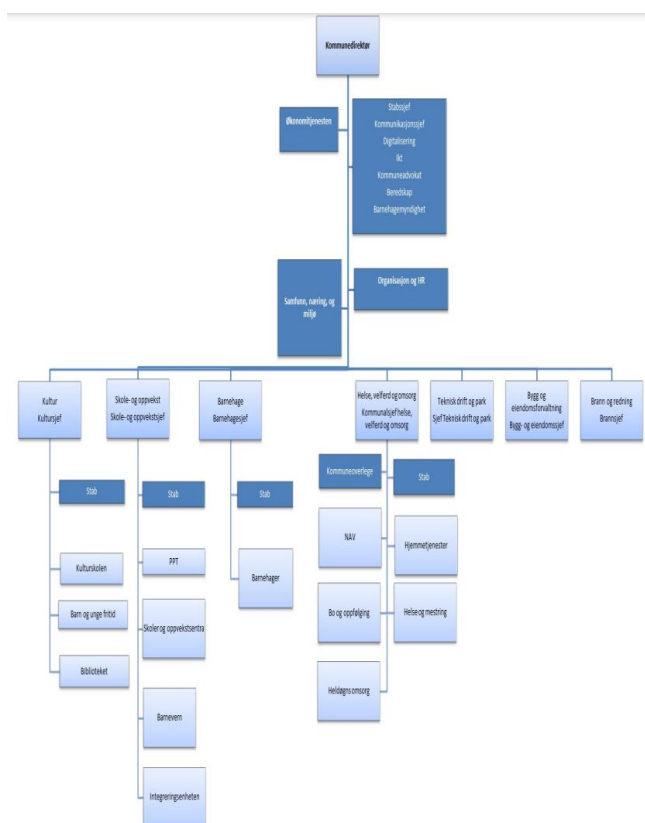 Kommunedirektør
Økonomitjenesten
Stabssjef
Kommunikasjonssjef
Digitalisering
Ikt
Kommuneadvokat
Beredskap
Barnehagemyndighet
Samfunn, næring, og
miljø
Organisasjon og HR
Kultur
Kultursjef
Skole- og oppvekst
Skole- og oppvekstsjef
Barnehage
Barnehagesjef
Helse, velferd og omsorg
Kommunalsjef helse,
velferd og omsorg
Teknisk drift og park
Sjef Teknisk drift og park
Bygg og
eiendomsforvaltning
Bygg- og eiendomssjef
Brann og redning
Brannsjef
Stab
Kulturskolen
Barn og unge fritid
Biblioteket
Stab
PPT
Skoler og oppvekstsentra
Barnevern
Integreringsenheten
Stab
Barnehager
Kommuneoverlege
Stab
NAV
Hjemmetjenester
Bo og oppfølging
Helse og mestring
Heldøgns omsorg